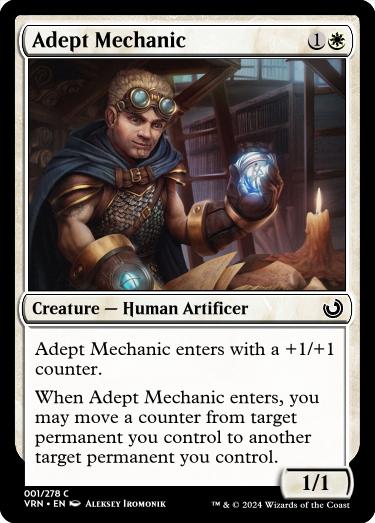 Adept Mechanic 1
Creature — Human Artificer
Adept Mechanic enters with a +1/+1
counter.
When Adept Mechanic enters, you
may move a counter from target
permanent you control to another
target permanent you control.
1/1
001/278 C
VRN • EN Aleksey Iromonik ™ & © 2024 Wizards of the Coast